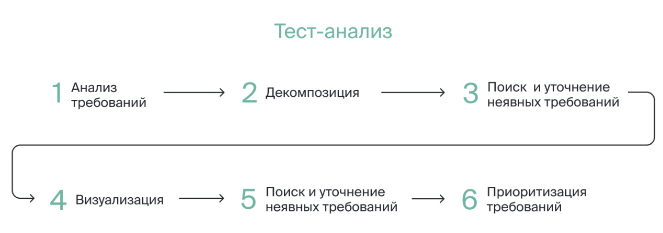 Тест-анализ
1 Анализ
требований
2 Декомпозиция
3 Поиск и уточнение
неявных требований
4 Визуализация
5 Поиск и уточнение
неявных требований
6 Приоритизация
требований